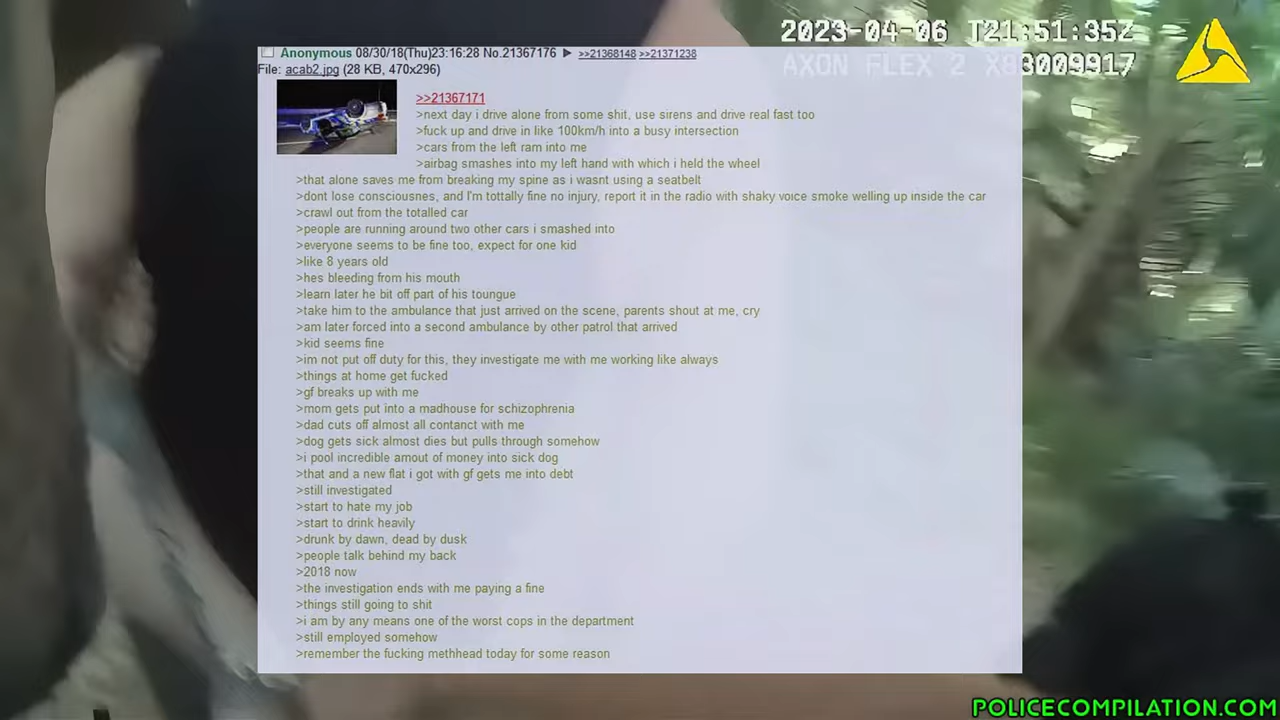 2023-04-06 T21:51:35Z
AXON FLEX 2 X83009917
Anonymous 08/30/18(Thu)23:16:28 No.21367176 ▶ >>21368148 >>21371238
File: acab2.jpg (28 KB, 470x296)
>>21367171
>next day i drive alone from some shit, use sirens and drive real fast too
>fuck up and drive in like 100km/h into a busy intersection
>cars from the left ram into me
>airbag smashes into my left hand with which i held the wheel
>that alone saves me from breaking my spine as i wasnt using a seatbelt
>dont lose consciousnes, and I'm tottally fine no injury, report it in the radio with shaky voice smoke welling up inside the car
>crawl out from the totalled car
>people are running around two other cars i smashed into
>everyone seems to be fine too, expect for one kid
>like 8 years old
>hes bleeding from his mouth
>learn later he bit off part of his toungue
>take him to the ambulance that just arrived on the scene, parents shout at me, cry
>am later forced into a second ambulance by other patrol that arrived
>kid seems fine
>im not put off duty for this, they investigate me with me working like always
>things at home get fucked
>gf breaks up with me
>mom gets put into a madhouse for schizophrenia
>dad cuts off almost all contanct with me
>dog gets sick almost dies but pulls through somehow
>i pool incredible amout of money into sick dog
>that and a new flat i got with gf gets me into debt
>still investigated
>start to hate my job
>start to drink heavily
>drunk by dawn, dead by dusk
>people talk behind my back
>2018 now
>the investigation ends with me paying a fine
>things still going to shit
>i am by any means one of the worst cops in the department
>still employed somehow
>remember the fucking methhead today for some reason
POLICECOMPILATION.COM